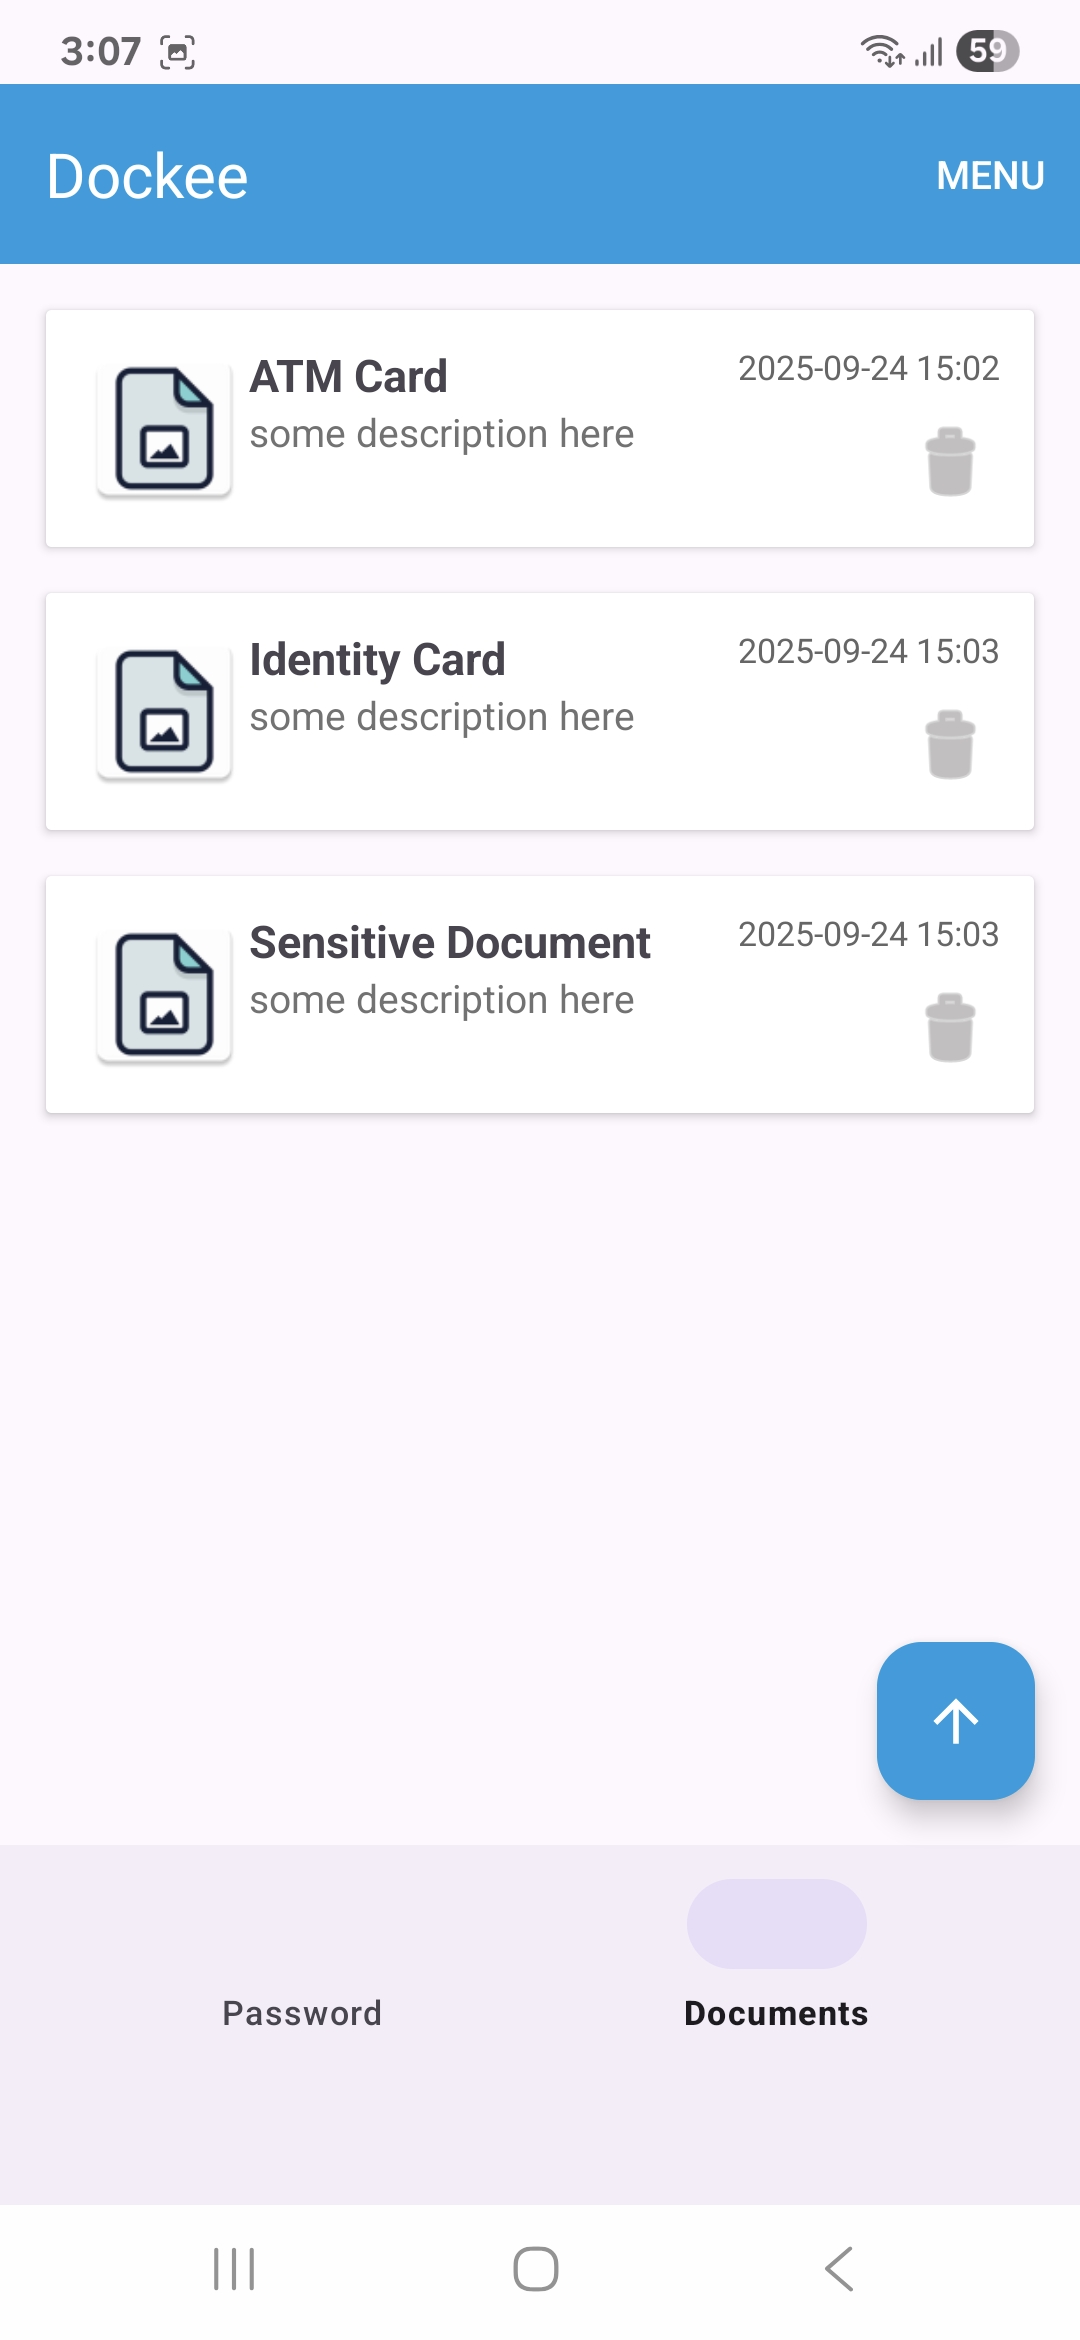 3:07
59
Dockee
MENU
ATM Card
2025-09-24 15:02
some description here
Identity Card
2025-09-24 15:03
some description here
Sensitive Document
2025-09-24 15:03
some description here
Password
Documents